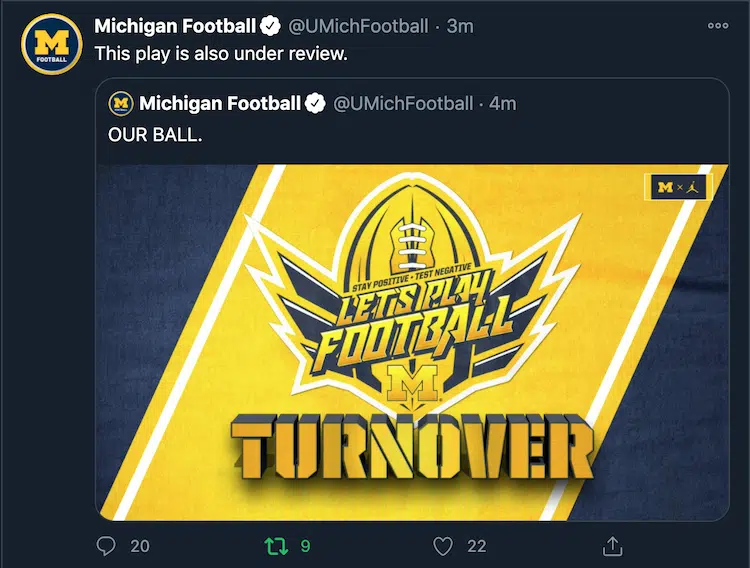 Michigan Football @UMichFootball · 3m
This play is also under review.
Michigan Football @UMichFootball · 4m
OUR BALL.
M x
STAY POSITIVE • TEST NEGATIVE
LET'S PLAY
FOOTBALL
M
TURNOVER
M
FOOTBALL
20 9 22